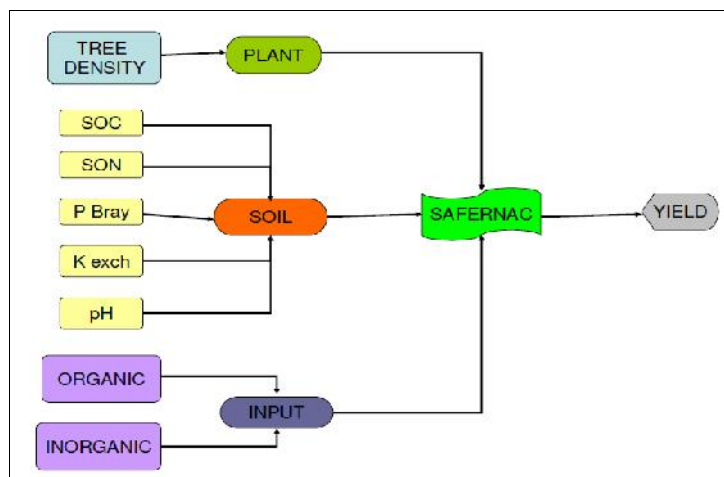 TREE
DENSITY
PLANT
SOC
SON
P Bray
SOIL
SAFERNAC
YIELD
K exch
pH
ORGANIC
INPUT
INORGANIC